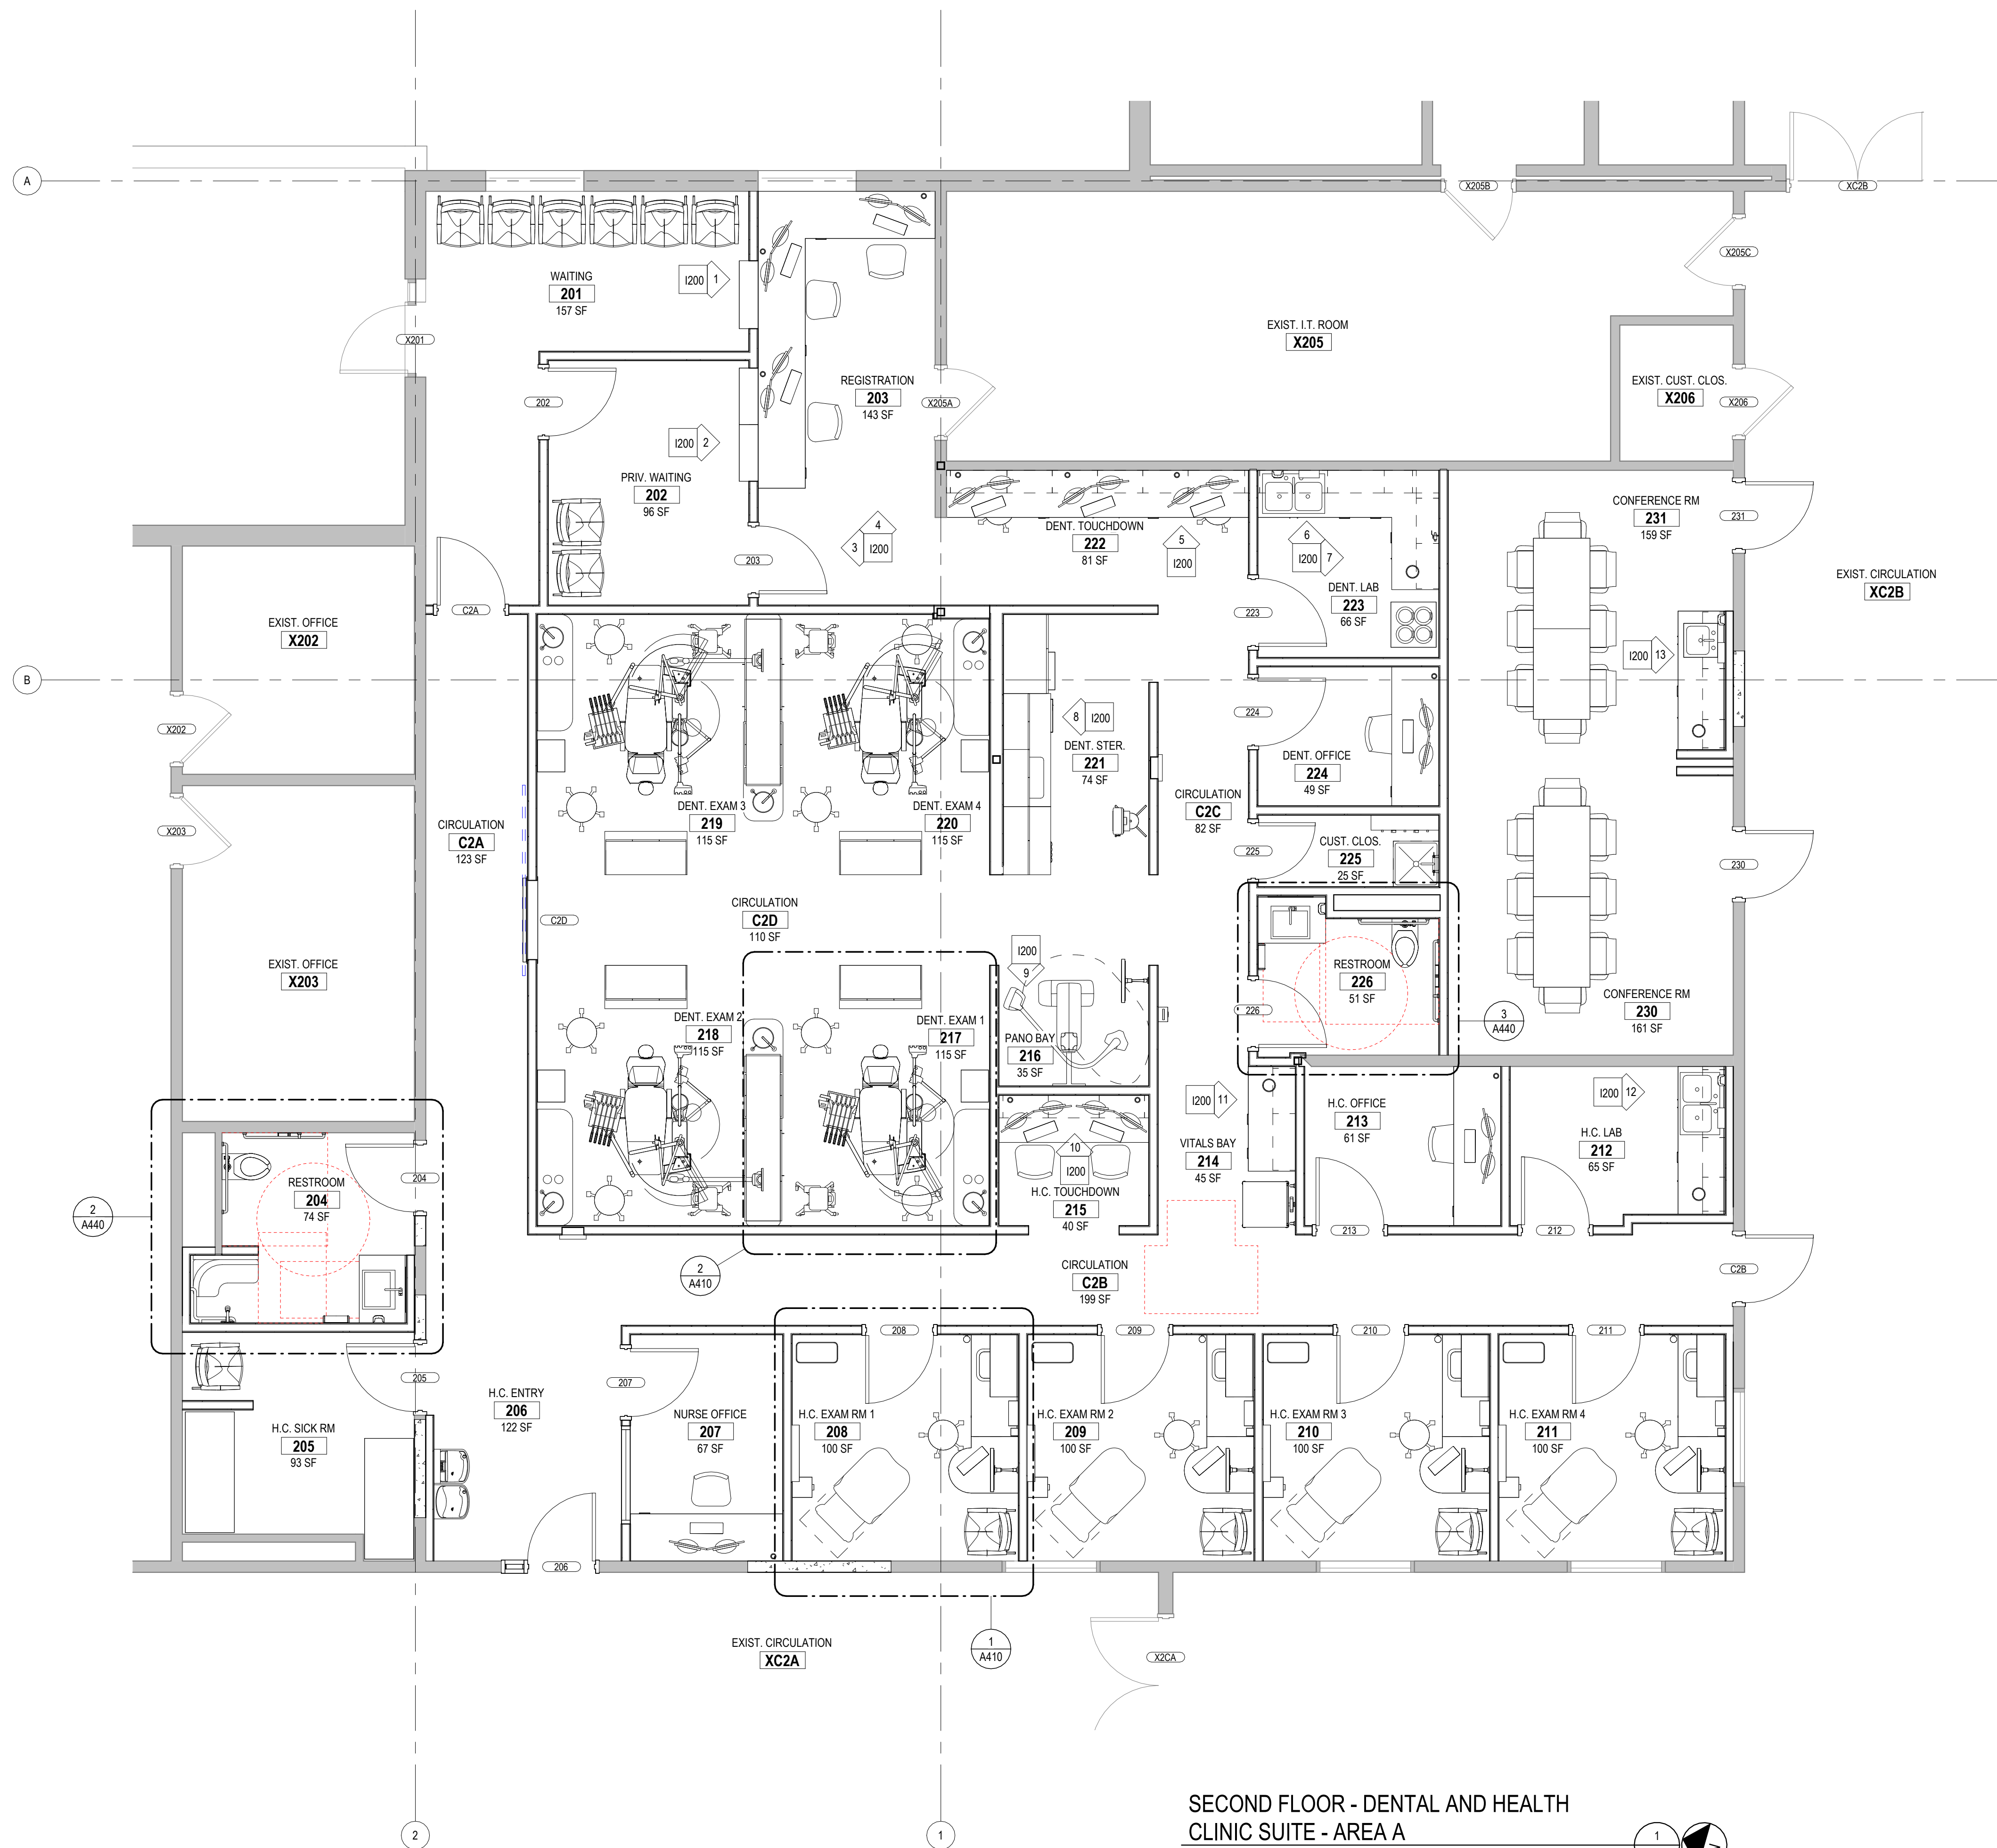 A
X205B
XC2B
X205C
WAITING
201
157 SF
I200 1
X201
EXIST. I.T. ROOM
X205
REGISTRATION
203
143 SF
X205A
EXIST. CUST. CLOS.
X206
X206
202
I200 2
PRIV. WAITING
202
96 SF
4
3 I200
203
DENT. TOUCHDOWN
222
81 SF
5
I200
6
I200 7
DENT. LAB
223
66 SF
223
CONFERENCE RM
231
159 SF
231
EXIST. CIRCULATION
XC2B
C2A
EXIST. OFFICE
X202
B
X202
I200 13
8 I200
DENT. STER.
221
74 SF
224
DENT. OFFICE
224
49 SF
CIRCULATION
C2C
82 SF
X203
CIRCULATION
C2A
123 SF
DENT. EXAM 3
219
115 SF
DENT. EXAM 4
220
115 SF
225
CUST. CLOS.
225
25 SF
230
C2D
CIRCULATION
C2D
110 SF
EXIST. OFFICE
X203
I200
9
RESTROOM
226
51 SF
226
CONFERENCE RM
230
161 SF
3
A440
DENT. EXAM 2
218
115 SF
DENT. EXAM 1
217
115 SF
PANO BAY
216
35 SF
I200 11
H.C. OFFICE
213
61 SF
I200 12
H.C. LAB
212
65 SF
VITALS BAY
214
45 SF
10
I200
H.C. TOUCHDOWN
215
40 SF
204
RESTROOM
204
74 SF
2
A440
213
212
2
A410
CIRCULATION
C2B
199 SF
C2B
208
209
210
211
205
207
H.C. ENTRY
206
122 SF
H.C. SICK RM
205
93 SF
NURSE OFFICE
207
67 SF
H.C. EXAM RM 1
208
100 SF
H.C. EXAM RM 2
209
100 SF
H.C. EXAM RM 3
210
100 SF
H.C. EXAM RM 4
211
100 SF
206
EXIST. CIRCULATION
XC2A
1
A410
X2CA
SECOND FLOOR - DENTAL AND HEALTH
CLINIC SUITE - AREA A
2
1
1